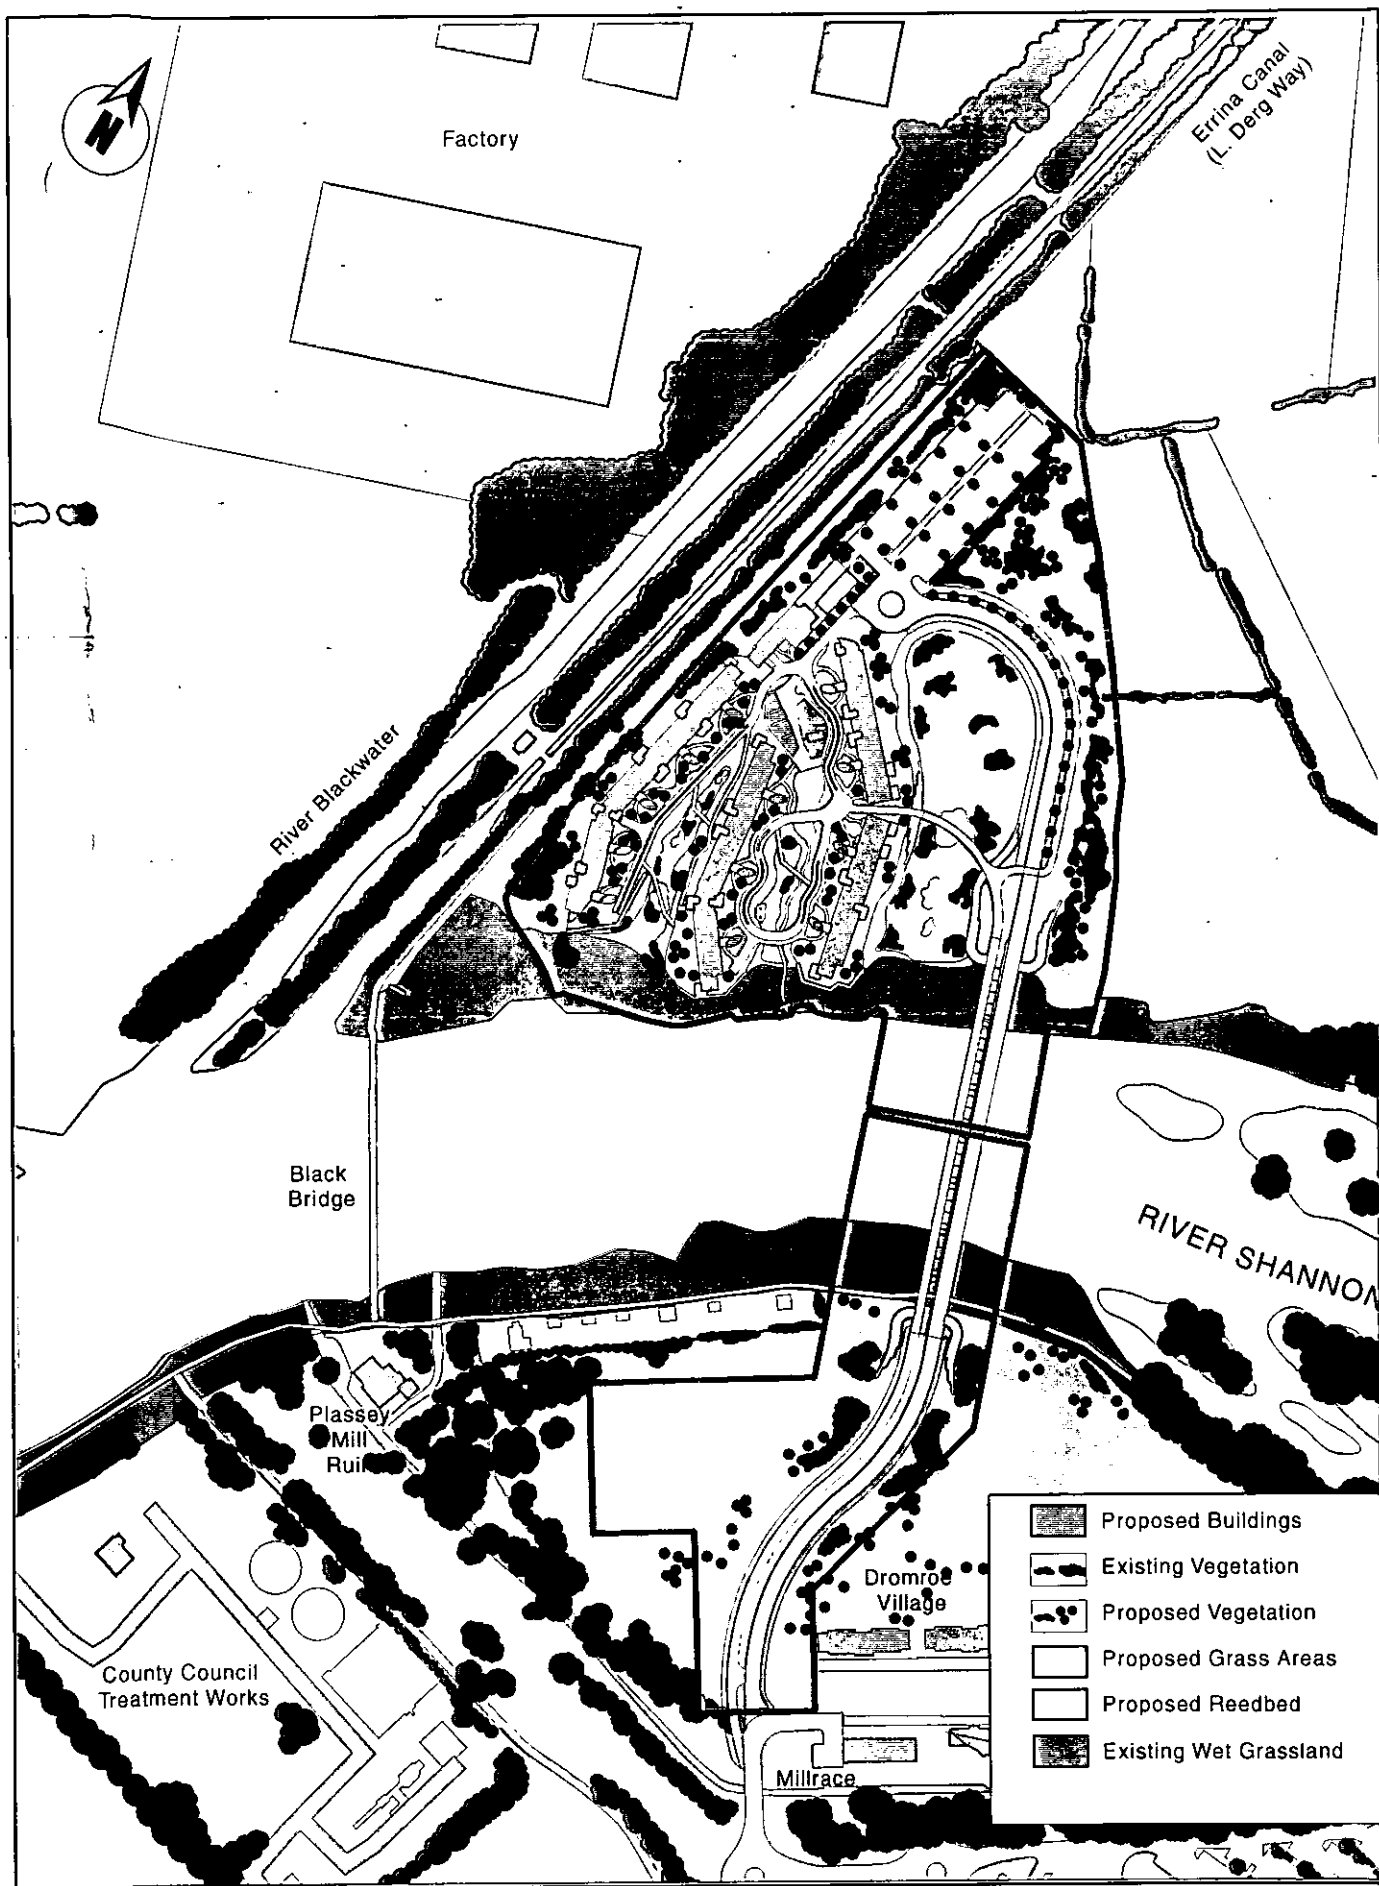 N
Factory
Errina Canal
(L. Derg Way)
River Blackwater
Black
Bridge
RIVER SHANNON
Plassey
Mill
Ruin
Dromroe
Village
County Council
Treatment Works
Millrace
Proposed Buildings
Existing Vegetation
Proposed Vegetation
Proposed Grass Areas
Proposed Reedbed
Existing Wet Grassland